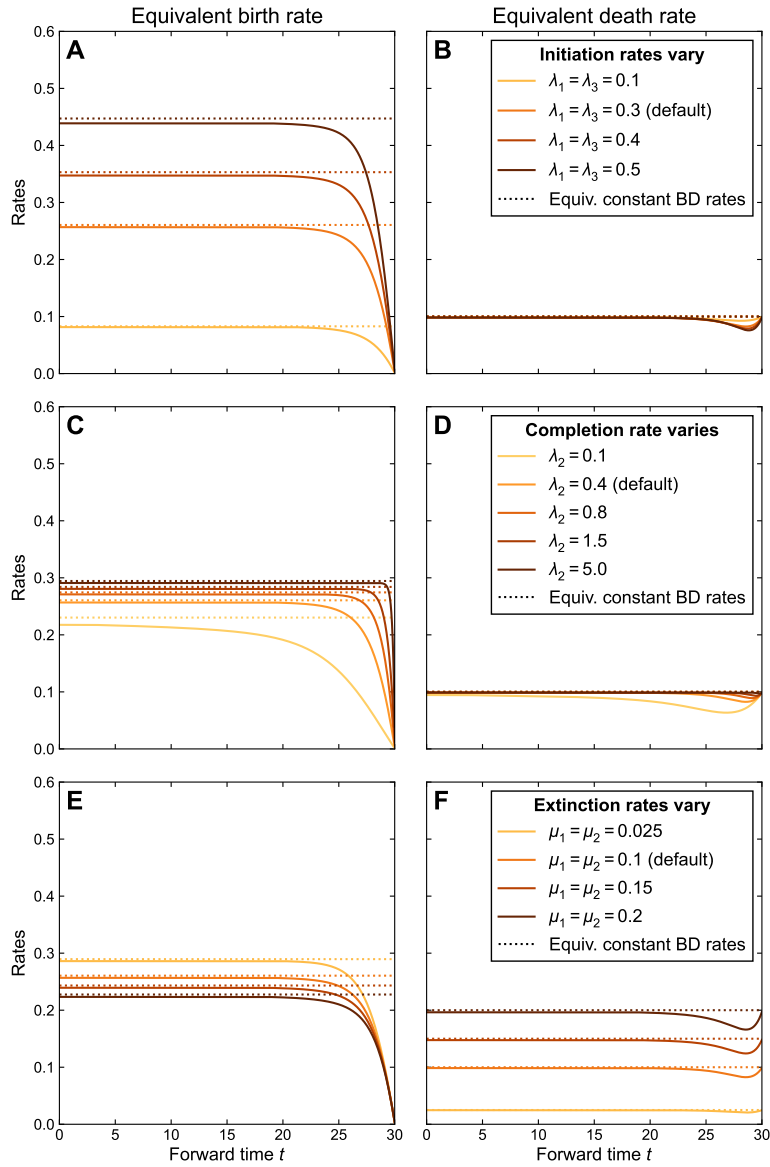 Equivalent birth rate
Equivalent death rate
A
Rates
0.6
0.5
0.4
0.3
0.2
0.1
0.0
B
Initiation rates vary
λ₁ = λ₃ = 0.1
λ₁ = λ₃ = 0.3 (default)
λ₁ = λ₃ = 0.4
λ₁ = λ₃ = 0.5
Equiv. constant BD rates
C
Rates
0.6
0.5
0.4
0.3
0.2
0.1
0.0
D
Completion rate varies
λ₂ = 0.1
λ₂ = 0.4 (default)
λ₂ = 0.8
λ₂ = 1.5
λ₂ = 5.0
Equiv. constant BD rates
E
Rates
0.6
0.5
0.4
0.3
0.2
0.1
0.0
0 5 10 15 20 25 30
Forward time t
F
Extinction rates vary
μ₁ = μ₂ = 0.025
μ₁ = μ₂ = 0.1 (default)
μ₁ = μ₂ = 0.15
μ₁ = μ₂ = 0.2
Equiv. constant BD rates
0 5 10 15 20 25 30
Forward time t